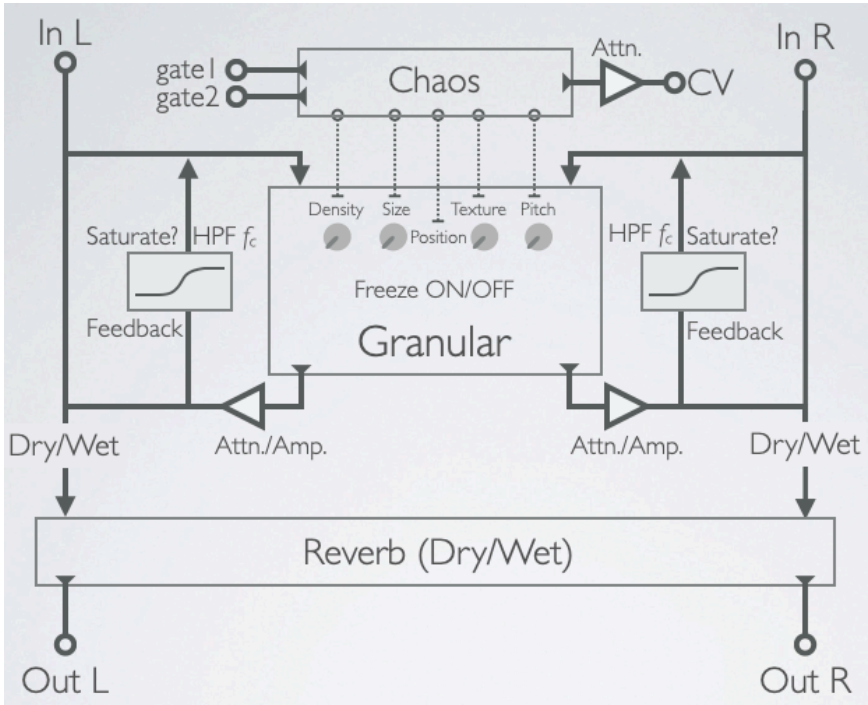 In L
In R
Attn.
gate1
gate2
Chaos
CV
Density
Size
Texture
Pitch
Position
Saturate?
HPF fc
HPF fc
Saturate?
Freeze ON/OFF
Feedback
Granular
Feedback
Dry/Wet
Attn./Amp.
Attn./Amp.
Dry/Wet
Reverb (Dry/Wet)
Out L
Out R